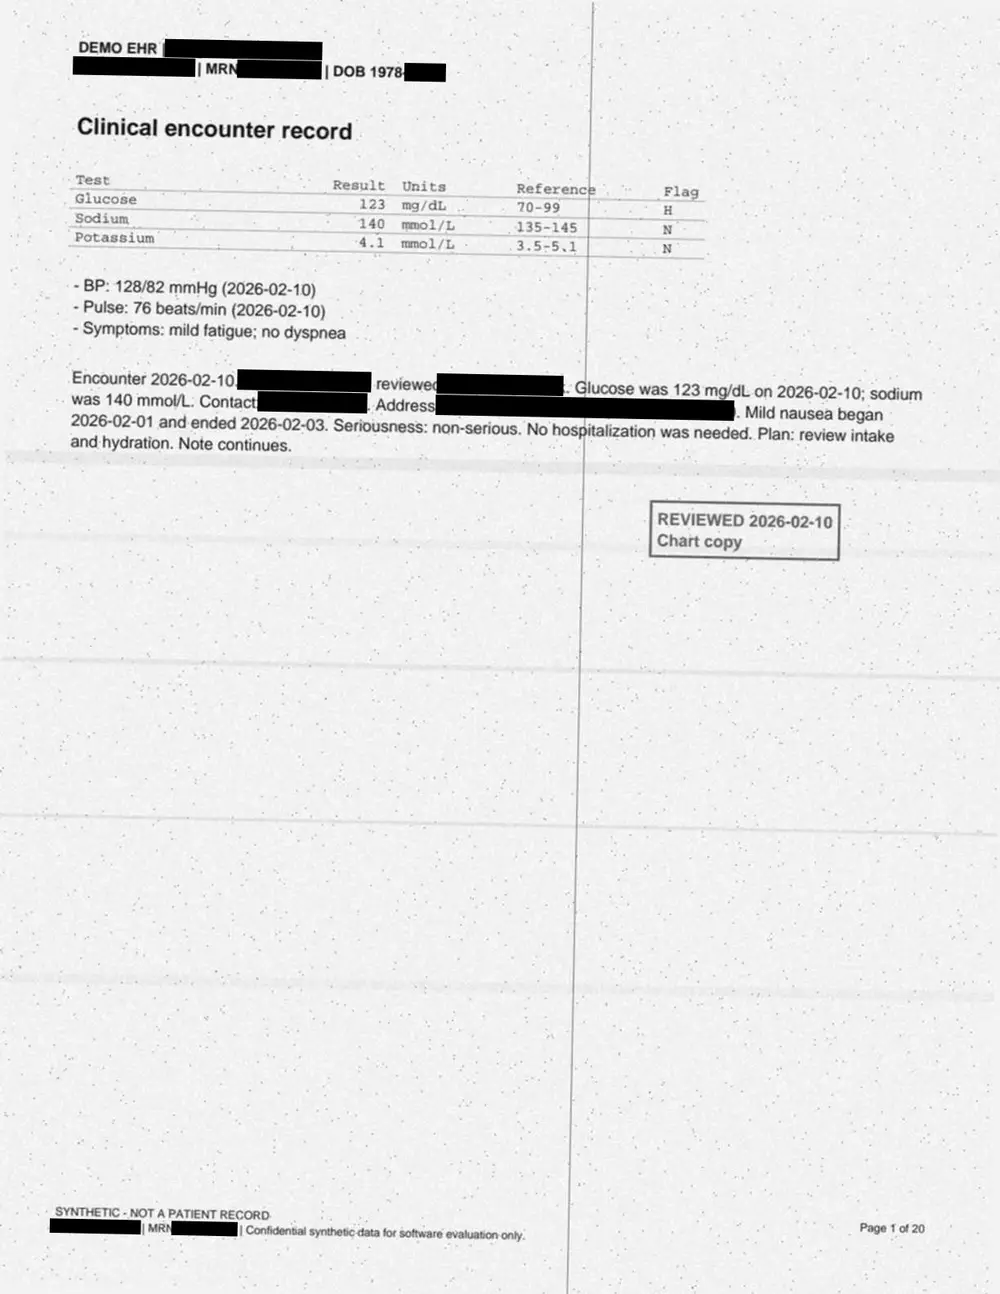 DEMO EHR |
| MRN | DOB 1978-
Clinical encounter record
Test Result Units Reference Flag
Glucose 123 mg/dL 70-99 H
Sodium 140 mmol/L 135-145 N
Potassium 4.1 mmol/L 3.5-5.1 N
- BP: 128/82 mmHg (2026-02-10)
- Pulse: 76 beats/min (2026-02-10)
- Symptoms: mild fatigue; no dyspnea
Encounter 2026-02-10. reviewed . Glucose was 123 mg/dL on 2026-02-10; sodium
was 140 mmol/L. Contact . Address . Mild nausea began
2026-02-01 and ended 2026-02-03. Seriousness: non-serious. No hospitalization was needed. Plan: review intake
and hydration. Note continues.
REVIEWED 2026-02-10
Chart copy
SYNTHETIC - NOT A PATIENT RECORD
| MRN | Confidential synthetic data for software evaluation only.
Page 1 of 20